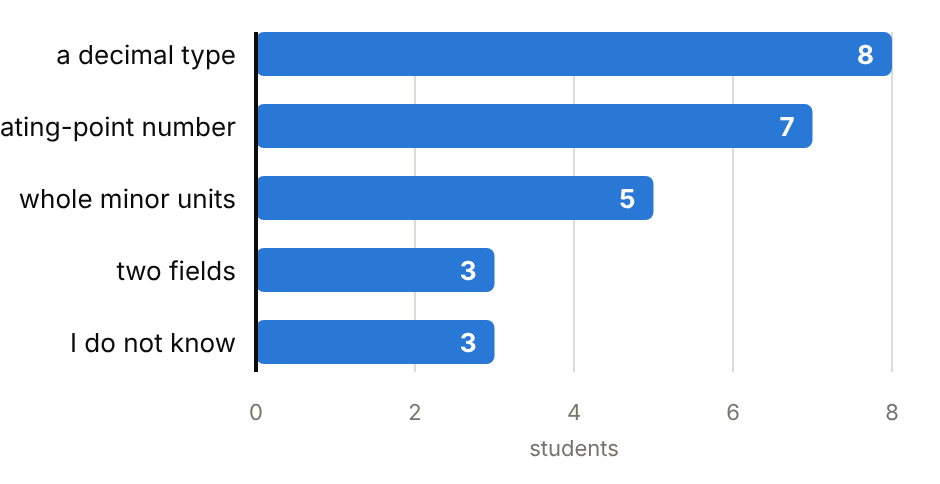 a decimal type 8
ating-point number 7
whole minor units 5
two fields 3
I do not know 3
0 2 4 6 8
students